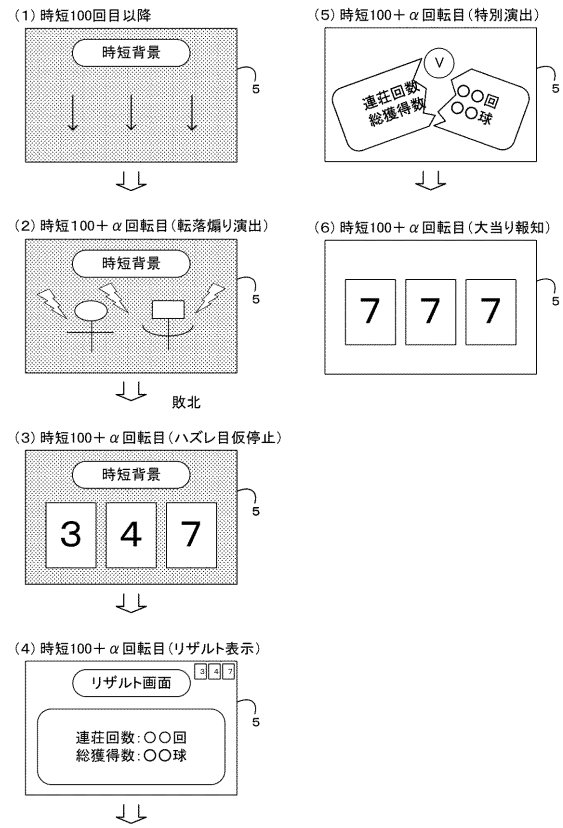 (1) 時短100回目以降
時短背景
5
(2) 時短100+α回転目(転落煽り演出)
時短背景
5
敗北
(3) 時短100+α回転目(ハズレ目仮停止)
時短背景
3 4 7
5
(4) 時短100+α回転目(リザルト表示)
リザルト画面
3 4 7
連荘回数:〇〇回
総獲得数:〇〇球
5
(5) 時短100+α回転目(特別演出)
V
連荘回数 〇〇回
総獲得数 〇〇球
5
(6) 時短100+α回転目(大当り報知)
7 7 7
5